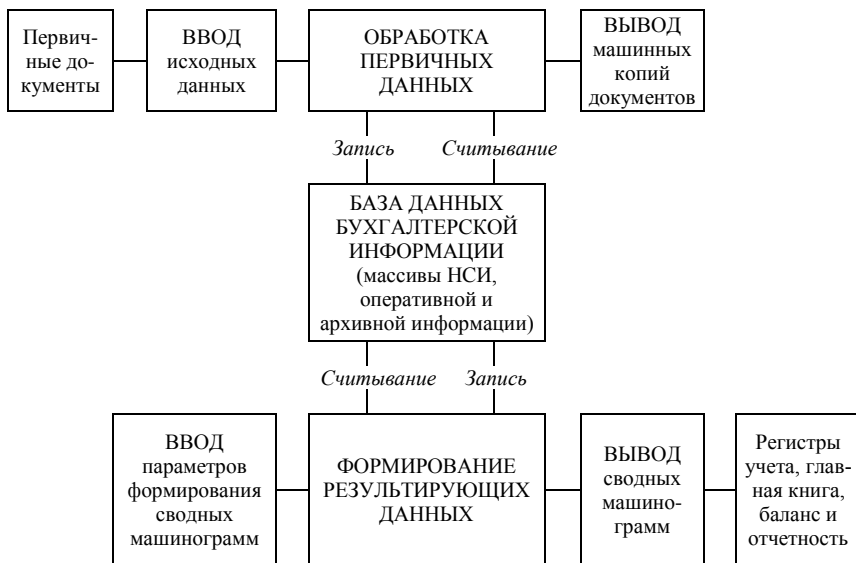 Первич-
ные до-
кументы
ВВОД
исходных
данных
ОБРАБОТКА
ПЕРВИЧНЫХ
ДАННЫХ
ВЫВОД
машинных
копий
документов
Запись
Считывание
БАЗА ДАННЫХ
БУХГАЛТЕРСКОЙ
ИНФОРМАЦИИ
(массивы НСИ,
оперативной и
архивной информации)
Считывание
Запись
ВВОД
параметров
формирования
сводных
машинограмм
ФОРМИРОВАНИЕ
РЕЗУЛЬТИРУЮЩИХ
ДАННЫХ
ВЫВОД
сводных
машино-
грамм
Регистры
учета, глав-
ная книга,
баланс и
отчетность